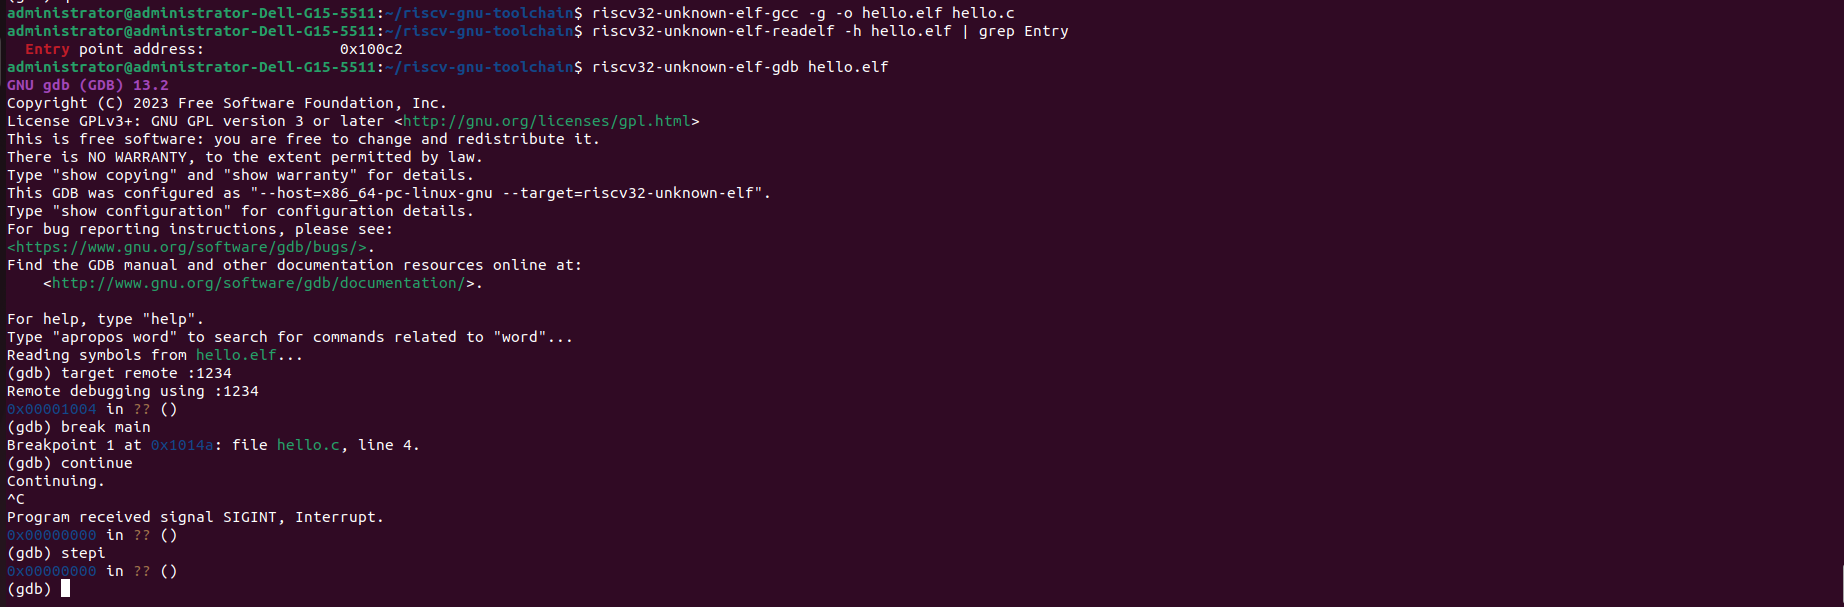 administrator@administrator-Dell-G15-5511:~/riscv-gnu-toolchain$ riscv32-unknown-elf-gcc -g -o hello.elf hello.c
administrator@administrator-Dell-G15-5511:~/riscv-gnu-toolchain$ riscv32-unknown-elf-readelf -h hello.elf | grep Entry
  Entry point address:               0x100c2
administrator@administrator-Dell-G15-5511:~/riscv-gnu-toolchain$ riscv32-unknown-elf-gdb hello.elf
GNU gdb (GDB) 13.2
Copyright (C) 2023 Free Software Foundation, Inc.
License GPLv3+: GNU GPL version 3 or later <http://gnu.org/licenses/gpl.html>
This is free software: you are free to change and redistribute it.
There is NO WARRANTY, to the extent permitted by law.
Type "show copying" and "show warranty" for details.
This GDB was configured as "--host=x86_64-pc-linux-gnu --target=riscv32-unknown-elf".
Type "show configuration" for configuration details.
For bug reporting instructions, please see:
<https://www.gnu.org/software/gdb/bugs/>.
Find the GDB manual and other documentation resources online at:
    <http://www.gnu.org/software/gdb/documentation/>.

For help, type "help".
Type "apropos word" to search for commands related to "word"...
Reading symbols from hello.elf...
(gdb) target remote :1234
Remote debugging using :1234
0x00001004 in ?? ()
(gdb) break main
Breakpoint 1 at 0x1014a: file hello.c, line 4.
(gdb) continue
Continuing.
^C
Program received signal SIGINT, Interrupt.
0x00000000 in ?? ()
(gdb) stepi
0x00000000 in ?? ()
(gdb)